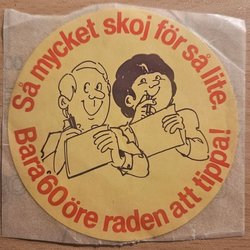 Så mycket skoj för så lite.
Bara 60 öre raden att tippa!